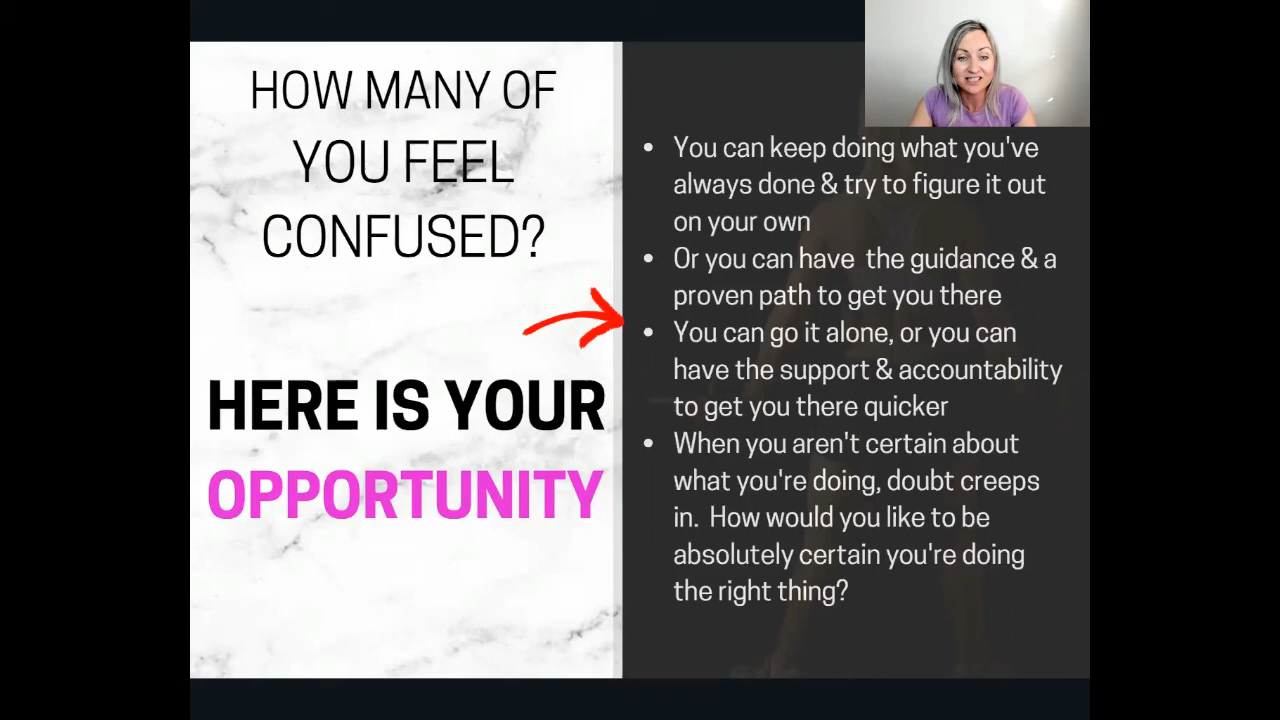 HOW MANY OF
YOU FEEL
CONFUSED?
HERE IS YOUR
OPPORTUNITY
• You can keep doing what you've
always done & try to figure it out
on your own
• Or you can have  the guidance & a
proven path to get you there
• You can go it alone, or you can
have the support & accountability
to get you there quicker
• When you aren't certain about
what you're doing, doubt creeps
in.  How would you like to be
absolutely certain you're doing
the right thing?